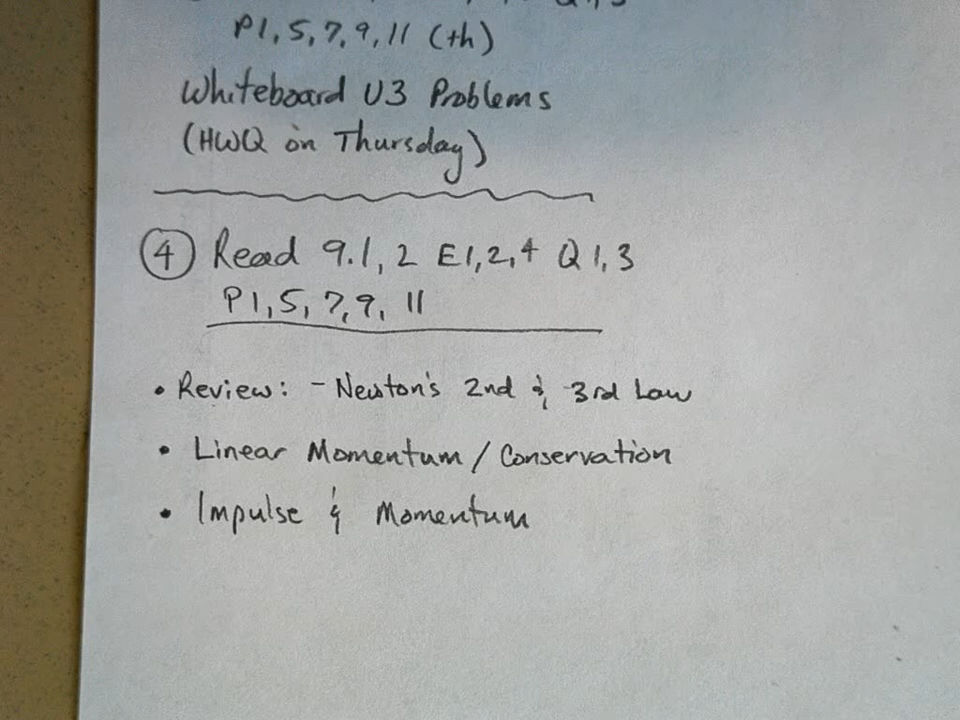 P1, 5, 7, 9, 11 (th)
Whiteboard U3 Problems
(HWQ on Thursday)
4 Read 9.1, 2 E1, 2, 4 Q 1, 3
P1, 5, 7, 9, 11
• Review: - Newton's 2nd & 3rd Law
• Linear Momentum / Conservation
• Impulse & Momentum